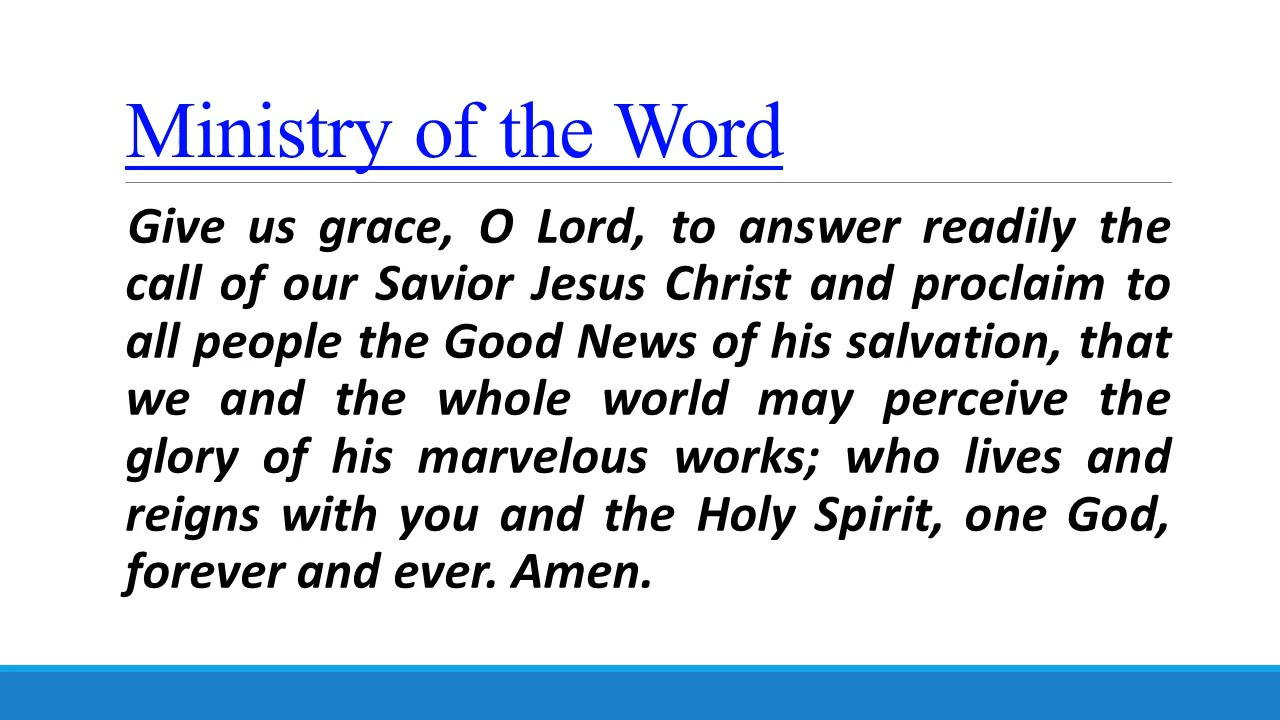 Ministry of the Word
Give us grace, O Lord, to answer readily the
call of our Savior Jesus Christ and proclaim to
all people the Good News of his salvation, that
we and the whole world may perceive the
glory of his marvelous works; who lives and
reigns with you and the Holy Spirit, one God,
forever and ever. Amen.